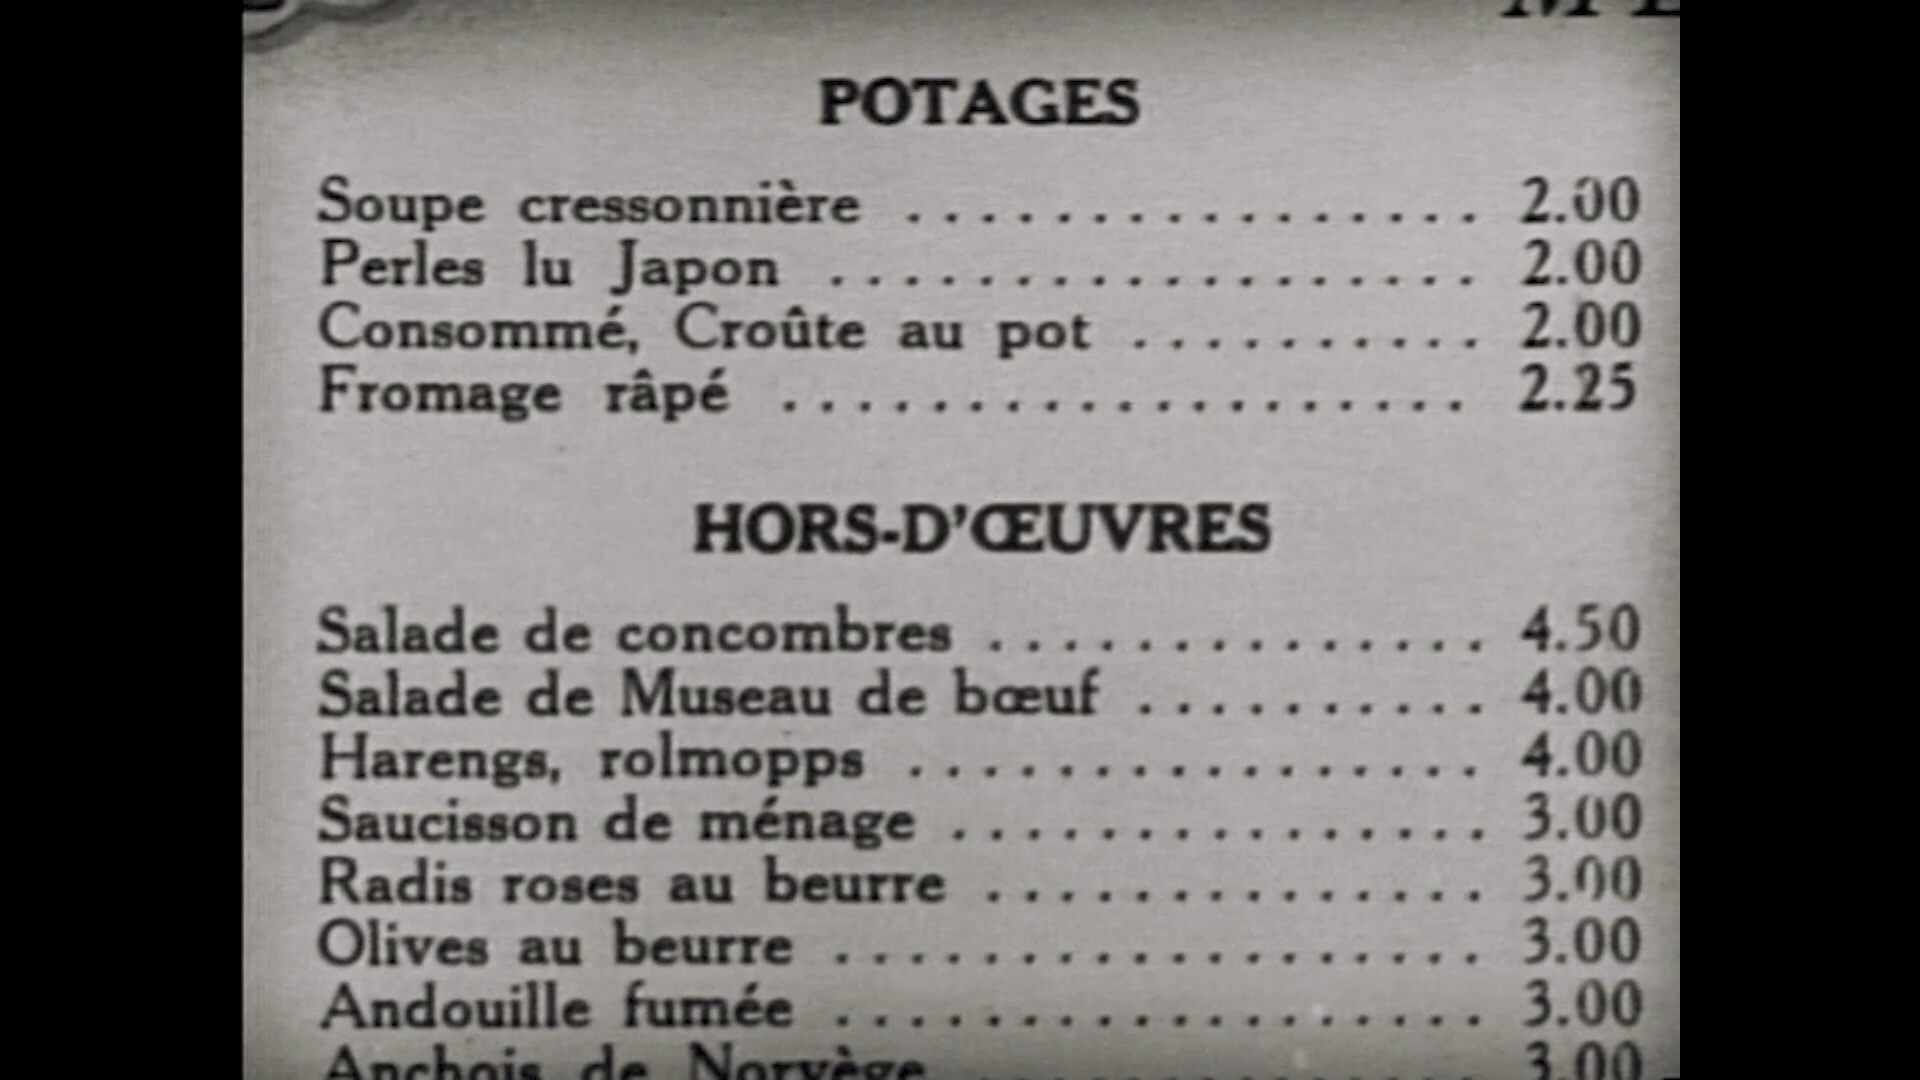 POTAGES
Soupe cressonnière ................ 2.00
Perles lu Japon .................. 2.00
Consommé, Croûte au pot .......... 2.00
Fromage râpé ................... 2.25
HORS-D'ŒUVRES
Salade de concombres .............. 4.50
Salade de Museau de bœuf .......... 4.00
Harengs, rolmopps ................ 4.00
Saucisson de ménage ............... 3.00
Radis roses au beurre .............. 3.00
Olives au beurre .................. 3.00
Andouille fumée .................. 3.00
Anchois de Norvège .............. 3.00